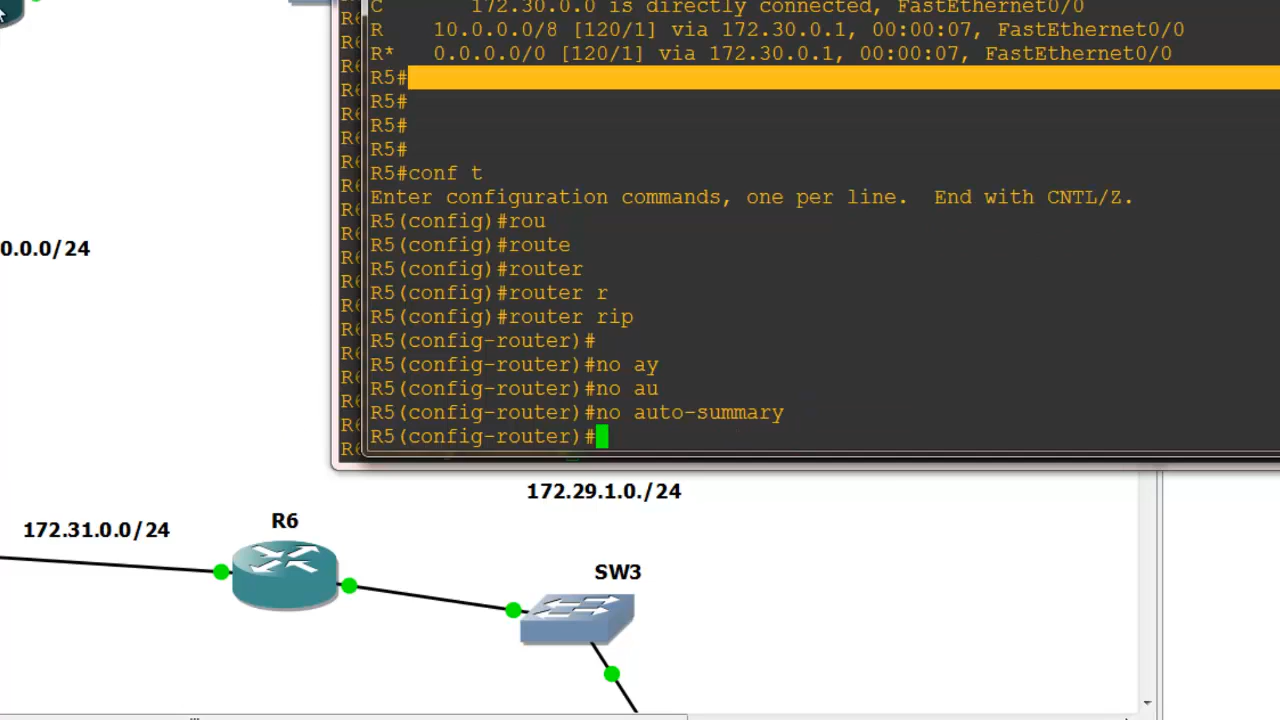 C 172.30.0.0 is directly connected, FastEthernet0/0
R 10.0.0.0/8 [120/1] via 172.30.0.1, 00:00:07, FastEthernet0/0
R* 0.0.0.0/0 [120/1] via 172.30.0.1, 00:00:07, FastEthernet0/0
R5#
R5#
R5#
R5#
R5#conf t
Enter configuration commands, one per line. End with CNTL/Z.
R5(config)#rou
R5(config)#route
R5(config)#router
R5(config)#router r
R5(config)#router rip
R5(config-router)#
R5(config-router)#no ay
R5(config-router)#no au
R5(config-router)#no auto-summary
R5(config-router)#
0.0.0/24
172.29.1.0./24
172.31.0.0/24
R6
SW3